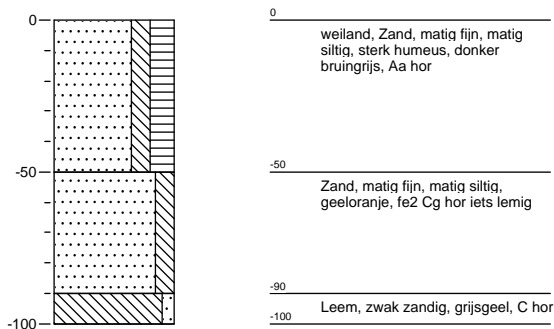 0
-50
-100
0
weiland, Zand, matig fijn, matig
siltig, sterk humeus, donker
bruingrijs, Aa hor
-50
Zand, matig fijn, matig siltig,
geeloranje, fe2 Cg hor iets lemig
-90
Leem, zwak zandig, grijsgeel, C hor
-100